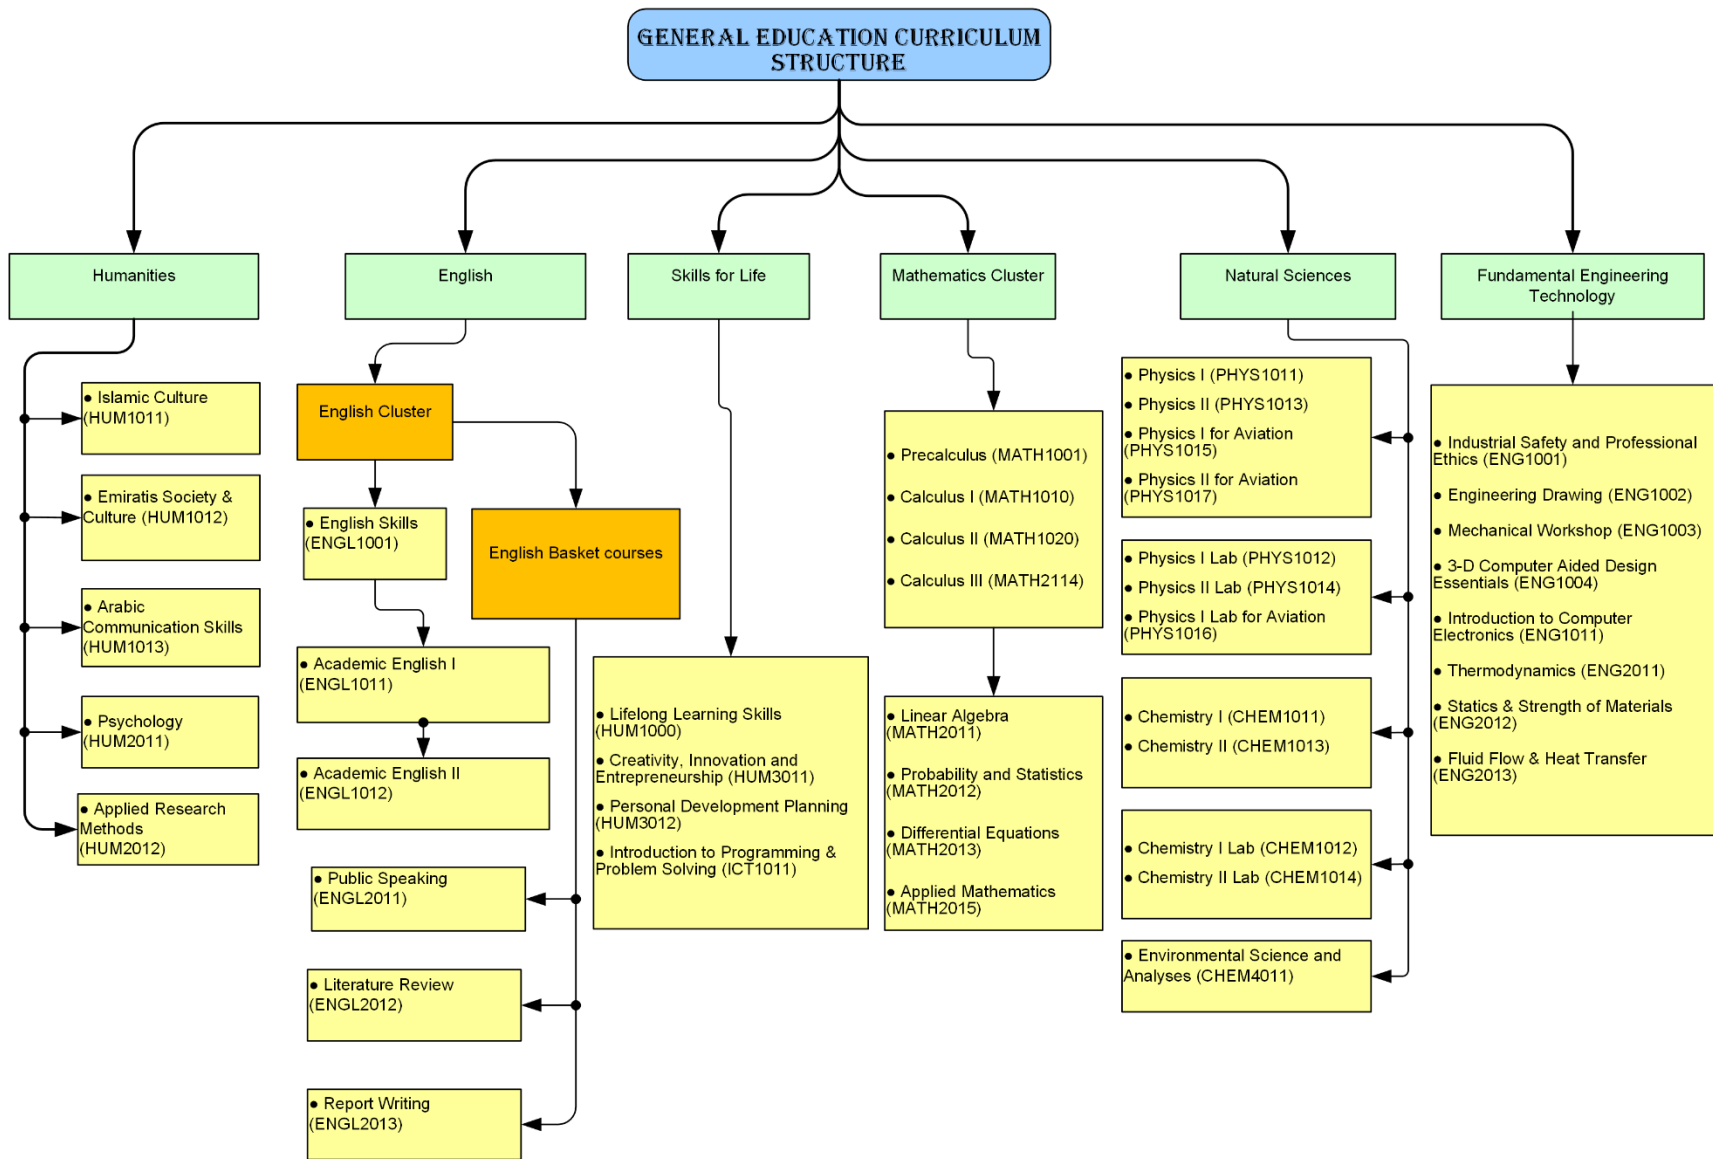 GENERAL EDUCATION CURRICULUM
STRUCTURE
Humanities
English
Skills for Life
Mathematics Cluster
Natural Sciences
Fundamental Engineering
Technology
● Islamic Culture
(HUM1011)
● Emiratis Society &
Culture (HUM1012)
● Arabic
Communication Skills
(HUM1013)
● Psychology
(HUM2011)
● Applied Research
Methods
(HUM2012)
English Cluster
● English Skills
(ENGL1001)
English Basket courses
● Academic English I
(ENGL1011)
● Academic English II
(ENGL1012)
● Public Speaking
(ENGL2011)
● Literature Review
(ENGL2012)
● Report Writing
(ENGL2013)
● Lifelong Learning Skills
(HUM1000)
● Creativity, Innovation and
Entrepreneurship (HUM3011)
● Personal Development Planning
(HUM3012)
● Introduction to Programming &
Problem Solving (ICT1011)
● Precalculus (MATH1001)
● Calculus I (MATH1010)
● Calculus II (MATH1020)
● Calculus III (MATH2114)
● Linear Algebra
(MATH2011)
● Probability and Statistics
(MATH2012)
● Differential Equations
(MATH2013)
● Applied Mathematics
(MATH2015)
● Physics I (PHYS1011)
● Physics II (PHYS1013)
● Physics I for Aviation
(PHYS1015)
● Physics II for Aviation
(PHYS1017)
● Physics I Lab (PHYS1012)
● Physics II Lab (PHYS1014)
● Physics I Lab for Aviation
(PHYS1016)
● Chemistry I (CHEM1011)
● Chemistry II (CHEM1013)
● Chemistry I Lab (CHEM1012)
● Chemistry II Lab (CHEM1014)
● Environmental Science and
Analyses (CHEM4011)
● Industrial Safety and Professional
Ethics (ENG1001)
● Engineering Drawing (ENG1002)
● Mechanical Workshop (ENG1003)
● 3-D Computer Aided Design
Essentials (ENG1004)
● Introduction to Computer
Electronics (ENG1011)
● Thermodynamics (ENG2011)
● Statics & Strength of Materials
(ENG2012)
● Fluid Flow & Heat Transfer
(ENG2013)